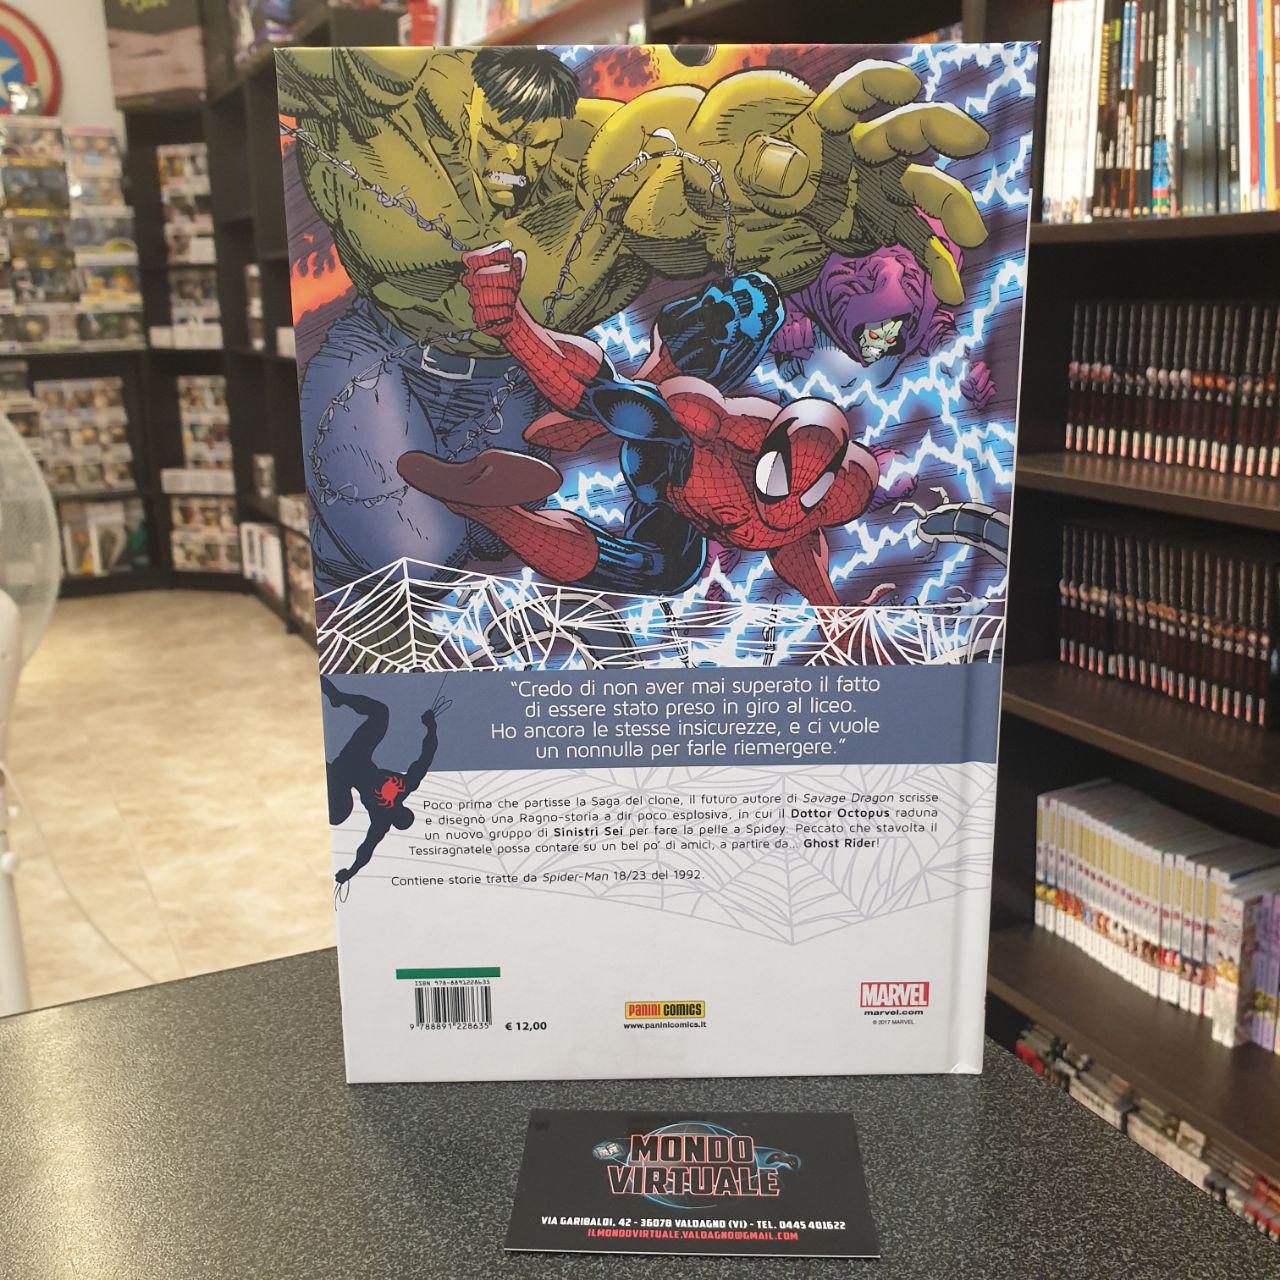 “Credo di non aver mai superato il fatto
di essere stato preso in giro al liceo.
Ho ancora le stesse insicurezze, e ci vuole
un nonnulla per farle riemergere.”
Poco prima che partisse la Saga del clone, il futuro autore di Savage Dragon scrisse
e disegnò una Ragno-storia a dir poco esplosiva, in cui il Dottor Octopus raduna
un nuovo gruppo di Sinistri Sei per fare la pelle a Spidey. Peccato che stavolta il
Tessiragnatele possa contare su un bel po’ di amici, a partire da... Ghost Rider!
Contiene storie tratte da Spider-Man 18/23 del 1992.
ISBN 978-8891228635
9 788891 228635
€ 12,00
PANINI COMICS
www.paninicomics.it
MARVEL
marvel.com
© 2017 MARVEL
MONDO
VIRTUALE
VIA GARIBALDI, 42 - 36078 VALDAGNO (VI) - TEL. 0445 401622
ILMONDOVIRTUALE.VALDAGNO@GMAIL.COM